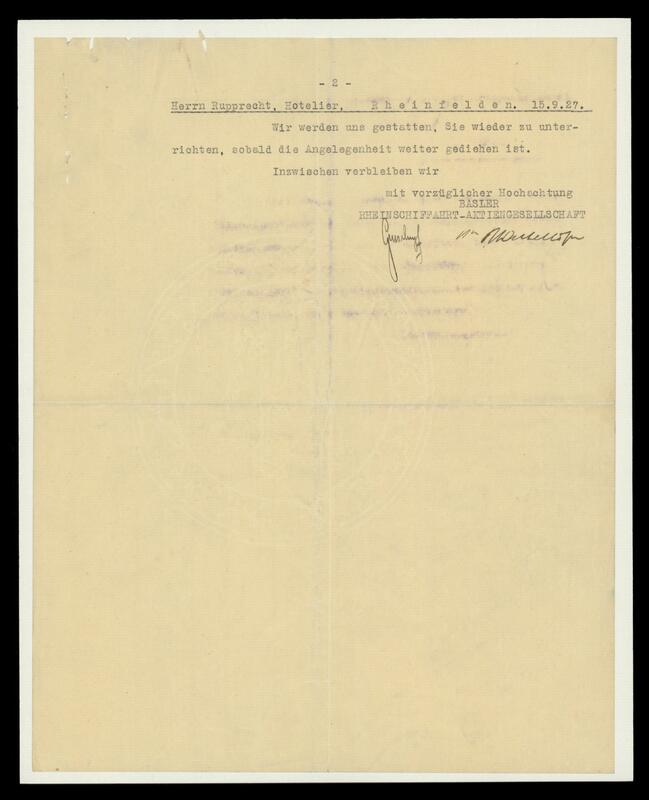 - 2 -
Herrn Rupprecht, Hotelier, R h e i n f e l d e n. 15.9.27.
Wir werden uns gestatten, Sie wieder zu unter-
richten, sobald die Angelegenheit weiter gediehen ist.
Inzwischen verbleiben wir
mit vorzüglicher Hochachtung
BASLER
RHEINSCHIFFAHRT-AKTIENGESELLSCHAFT